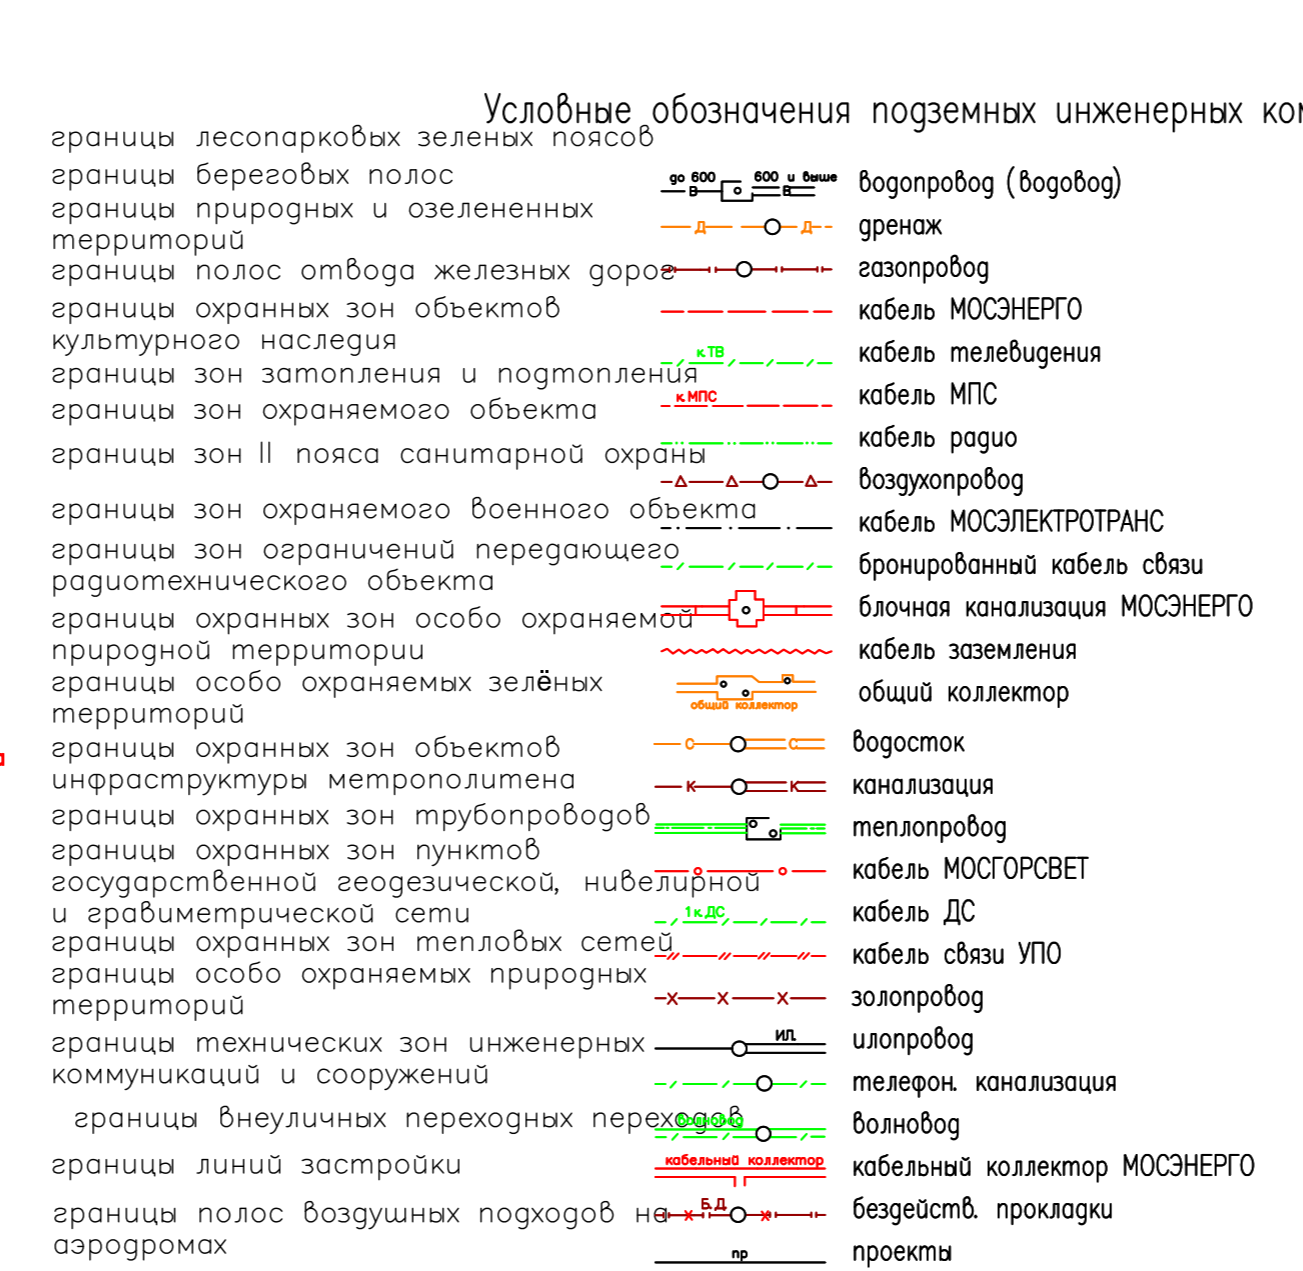 Условные обозначения подземных инженерных ком
границы лесопарковых зеленых поясов
границы береговых полос
границы природных и озелененных
территорий
границы полос отвода железных дорог
границы охранных зон объектов
культурного наследия
границы зон затопления и подтопления
границы зон охраняемого объекта
границы зон II пояса санитарной охраны
границы зон охраняемого военного объекта
границы зон ограничений передающего
радиотехнического объекта
границы охранных зон особо охраняемой
природной территории
границы особо охраняемых зелёных
территорий
границы охранных зон объектов
инфраструктуры метрополитена
границы охранных зон трубопроводов
границы охранных зон пунктов
государственной геодезической, нивелирной
и гравиметрической сети
границы охранных зон тепловых сетей
границы особо охраняемых природных
территорий
границы технических зон инженерных
коммуникаций и сооружений
границы внеуличных переходных переходов
границы линий застройки
границы полос воздушных подходов на
аэродромах
до 600 600 и выше
В В водопровод (водовод)
Д Д дренаж
газопровод
кабель МОСЭНЕРГО
к.ТВ кабель телевидения
к.МПС кабель МПС
кабель радио
воздухопровод
кабель МОСЭЛЕКТРОТРАНС
бронированный кабель связи
блочная канализация МОСЭНЕРГО
кабель заземления
общий коллектор общий коллектор
С С водосток
К К канализация
теплопровод
кабель МОСГОРСВЕТ
1 к.ДС кабель ДС
кабель связи УПО
золопровод
ИЛ. илопровод
телефон. канализация
волновод волновод
кабельный коллектор кабельный коллектор МОСЭНЕРГО
Б.Д. бездейств. прокладки
пр проекты